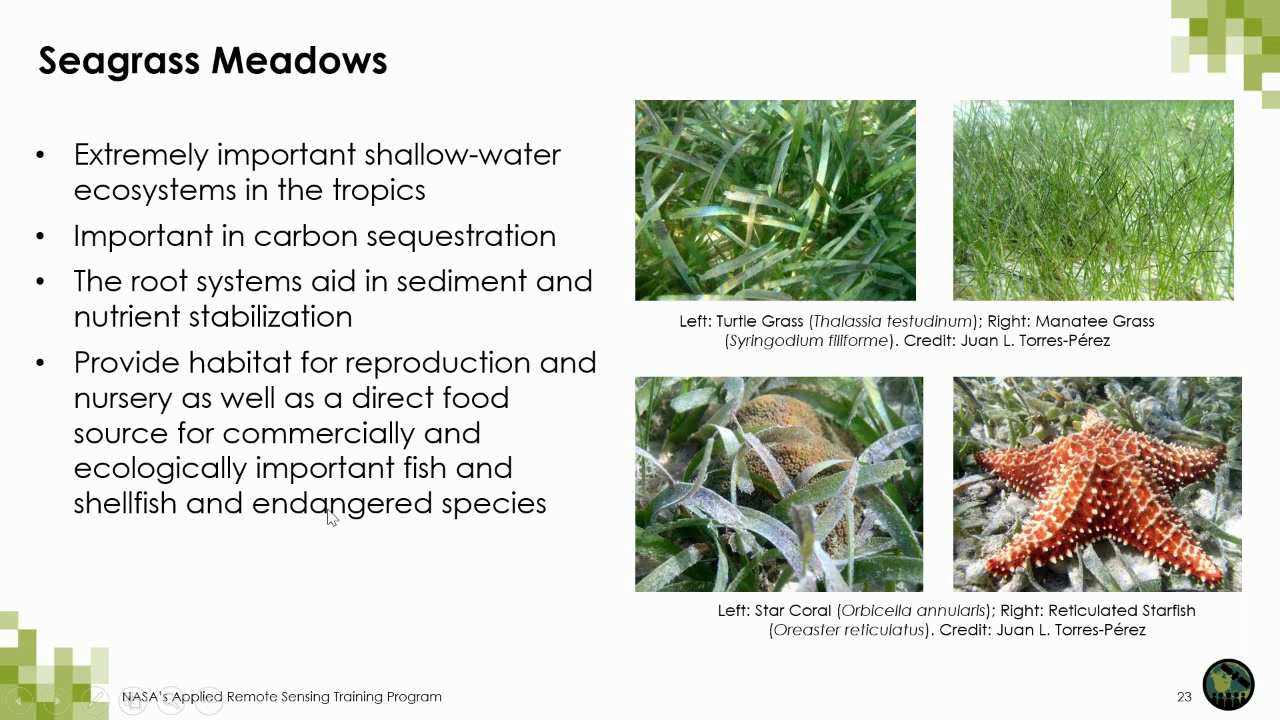 Seagrass Meadows
• Extremely important shallow-water
ecosystems in the tropics
• Important in carbon sequestration
• The root systems aid in sediment and
nutrient stabilization
• Provide habitat for reproduction and
nursery as well as a direct food
source for commercially and
ecologically important fish and
shellfish and endangered species
Left: Turtle Grass (Thalassia testudinum); Right: Manatee Grass
(Syringodium filiforme). Credit: Juan L. Torres-Pérez
Left: Star Coral (Orbicella annularis); Right: Reticulated Starfish
(Oreaster reticulatus). Credit: Juan L. Torres-Pérez
NASA's Applied Remote Sensing Training Program
23